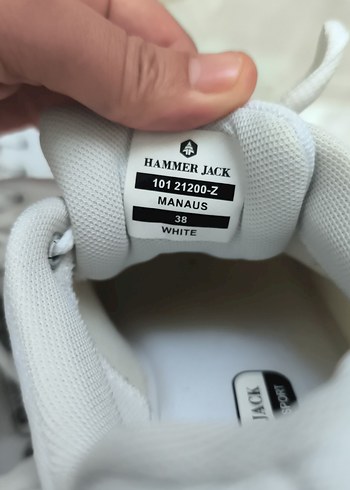 HAMMER JACK
101 21200-Z
MANAUS
38
WHITE
JACK
SPORT